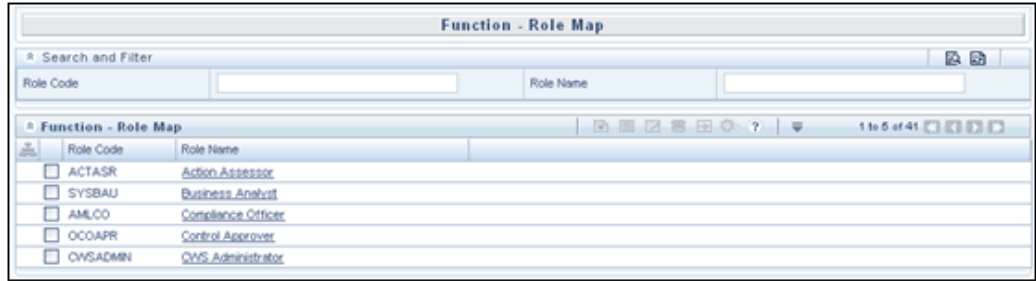 Function - Role Map
Search and Filter
Role Code Role Name
Function - Role Map ? 1 to 5 of 41
Role Code Role Name
ACTASR Action Assessor
SYSBAU Business Analyst
AMLCO Compliance Officer
OCOAPR Control Approver
CWSADMIN CWS Administrator